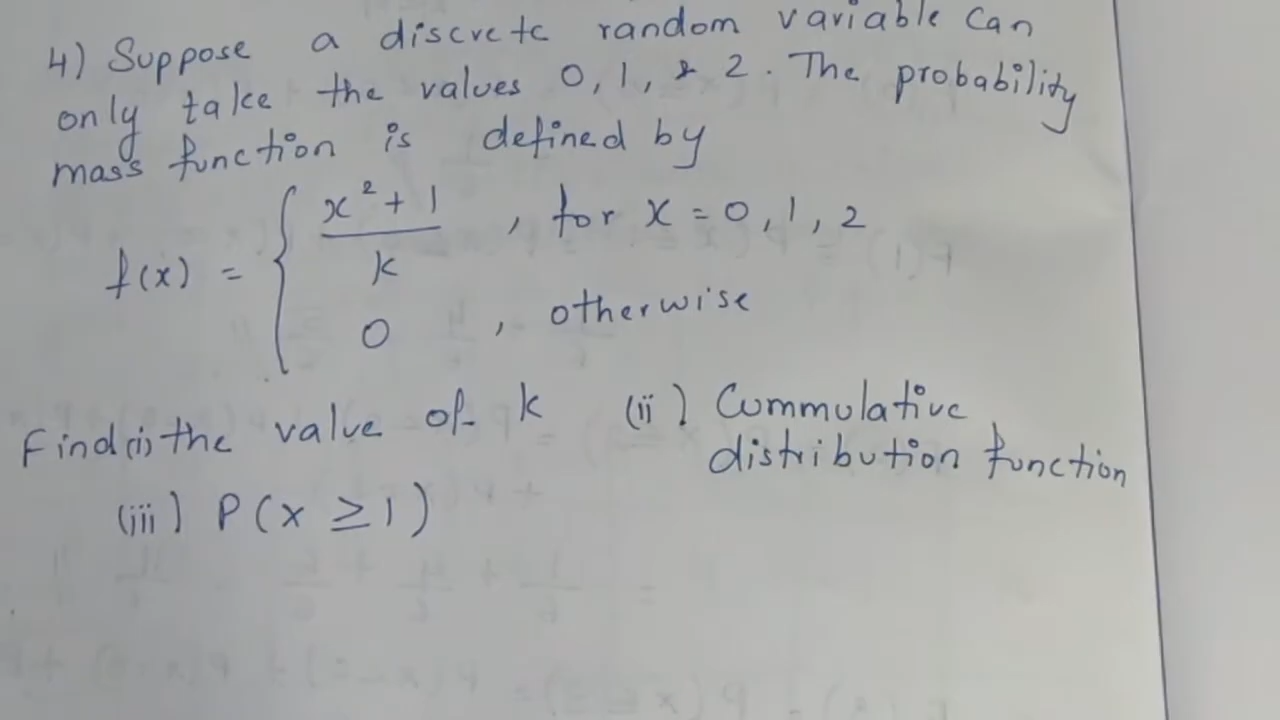 4) Suppose a discrete random variable can
only take the values 0, 1, & 2. The probability
mass function is defined by
f(x) = { x² + 1 / k , for x = 0, 1, 2
0 , otherwise
Find (i) the value of k (ii) Cummulative
distribution function
(iii) P(x ≥ 1)